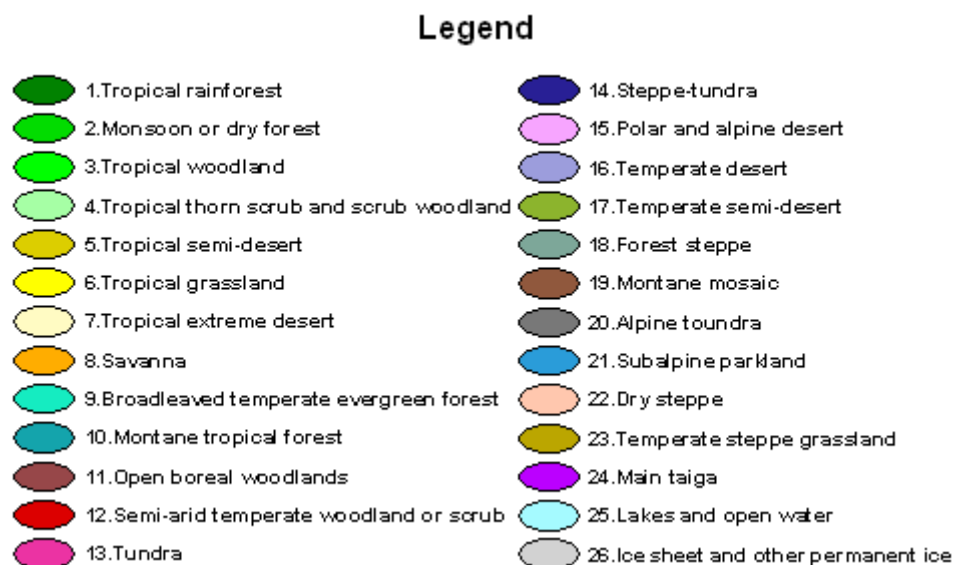 Legend
1.Tropical rainforest
2.Monsoon or dry forest
3.Tropical woodland
4.Tropical thorn scrub and scrub woodland
5.Tropical semi-desert
6.Tropical grassland
7.Tropical extreme desert
8.Savanna
9.Broadleaved temperate evergreen forest
10.Montane tropical forest
11.Open boreal woodlands
12.Semi-arid temperate woodland or scrub
13.Tundra
14.Steppe-tundra
15.Polar and alpine desert
16.Temperate desert
17.Temperate semi-desert
18.Forest steppe
19.Montane mosaic
20.Alpine toundra
21.Subalpine parkland
22.Dry steppe
23.Temperate steppe grassland
24.Main taiga
25.Lakes and open water
26.Ice sheet and other permanent ice